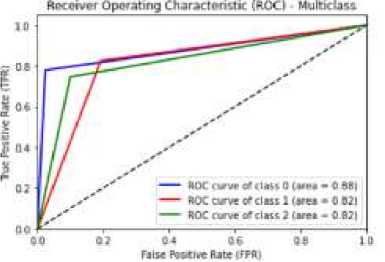 Receiver Operating Characteristic (ROC) - Multiclass
True Positive Rate (TPR)
1.0
0.8
0.6
0.4
0.2
0.0
ROC curve of class 0 (area = 0.88)
ROC curve of class 1 (area = 0.82)
ROC curve of class 2 (area = 0.82)
0.0 0.2 0.4 0.6 0.8 1.0
False Positive Rate (FPR)